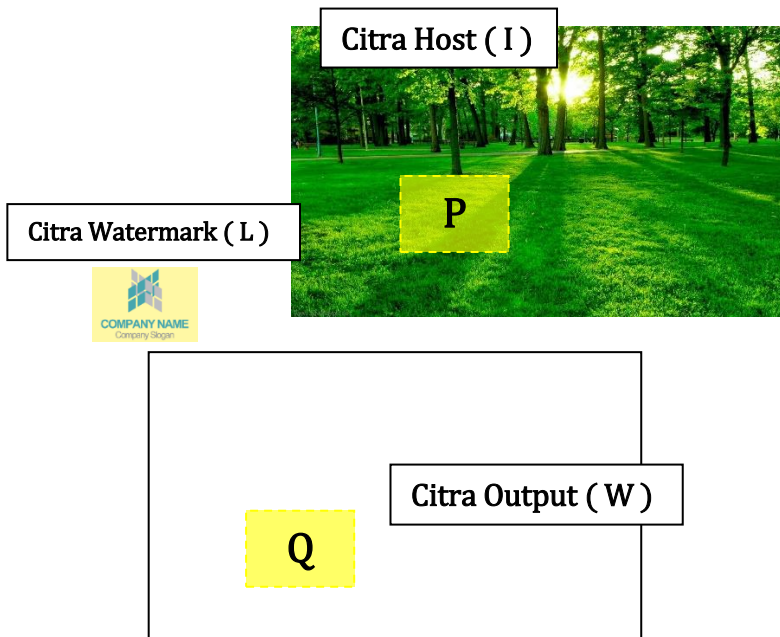 Citra Host ( I )
P
Citra Watermark ( L )
COMPANY NAME
Company Slogan
Citra Output ( W )
Q